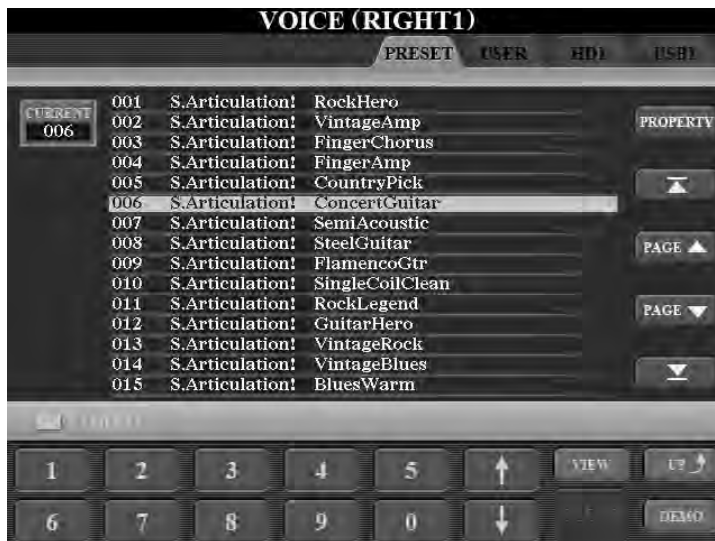 VOICE (RIGHT1)
PRESET USER HD1 USB1
CURRENT
006
001 S.Articulation! RockHero
002 S.Articulation! VintageAmp
003 S.Articulation! FingerChorus
004 S.Articulation! FingerAmp
005 S.Articulation! CountryPick
006 S.Articulation! ConcertGuitar
007 S.Articulation! SemiAcoustic
008 S.Articulation! SteelGuitar
009 S.Articulation! FlamencoGtr
010 S.Articulation! SingleCoilClean
011 S.Articulation! RockLegend
012 S.Articulation! GuitarHero
013 S.Articulation! VintageRock
014 S.Articulation! VintageBlues
015 S.Articulation! BluesWarm
PROPERTY
PAGE
PAGE
1 2 3 4 5 VIEW UP
6 7 8 9 0 DEMO